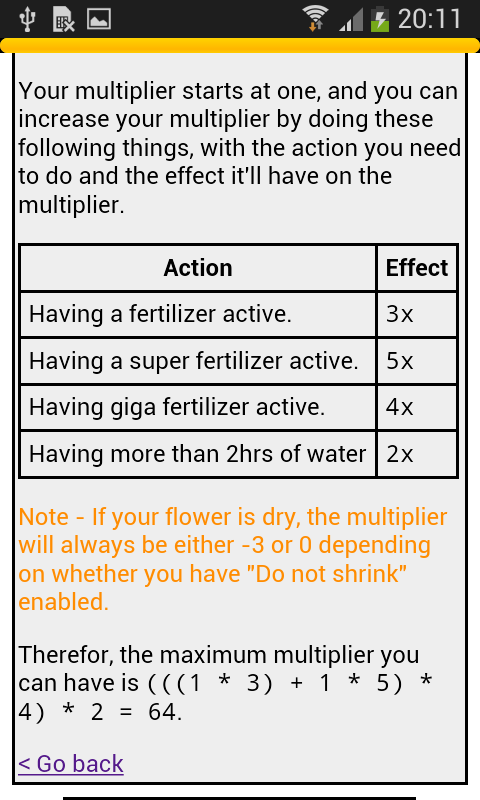 20:11
Your multiplier starts at one, and you can
increase your multiplier by doing these
following things, with the action you need
to do and the effect it'll have on the
multiplier.
Action Effect
Having a fertilizer active. 3x
Having a super fertilizer active. 5x
Having giga fertilizer active. 4x
Having more than 2hrs of water 2x
Note - If your flower is dry, the multiplier
will always be either -3 or 0 depending
on whether you have "Do not shrink"
enabled.
Therefor, the maximum multiplier you
can have is (((1 * 3) + 1 * 5) *
4) * 2 = 64.
< Go back